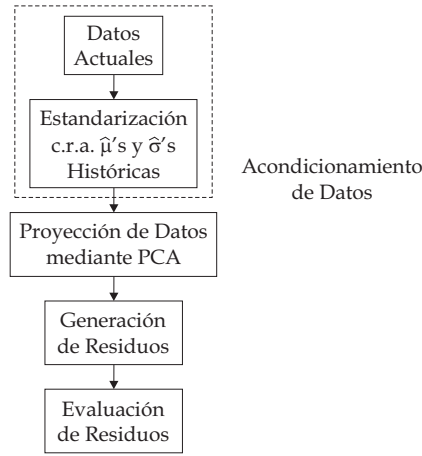 Datos
Actuales
Estandarización
c.r.a. μ̂'s y σ̂'s
Históricas
Acondicionamiento
de Datos
Proyección de Datos
mediante PCA
Generación
de Residuos
Evaluación
de Residuos